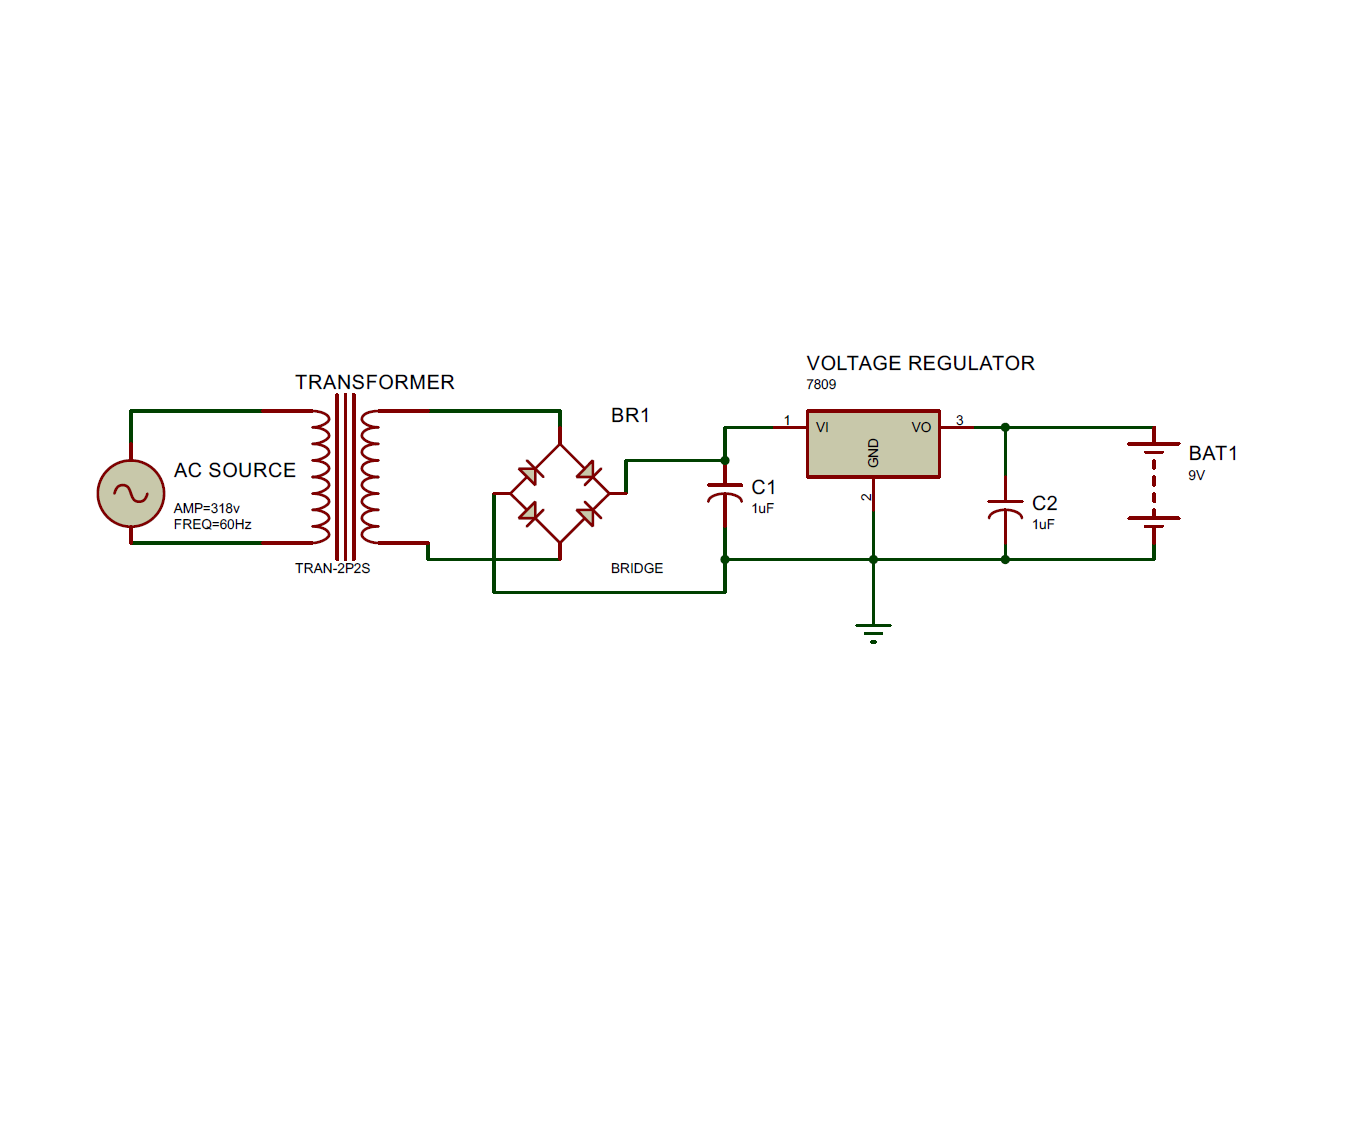 TRANSFORMER
TRAN-2P2S
AC SOURCE
AMP=318v
FREQ=60Hz
BR1
BRIDGE
C1
1uF
VOLTAGE REGULATOR
7809
1
VI
VO
3
GND
2
C2
1uF
BAT1
9V